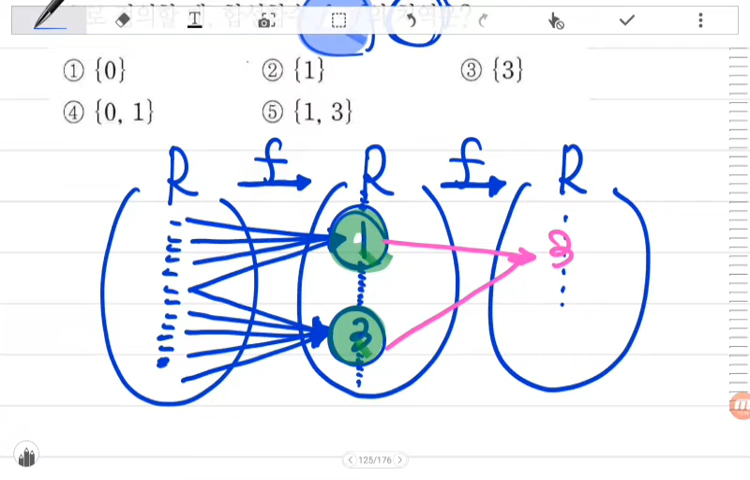 ① {0} ② {1} ③ {3}
④ {0, 1} ⑤ {1, 3}
R f R f R
1
3
3
125/176